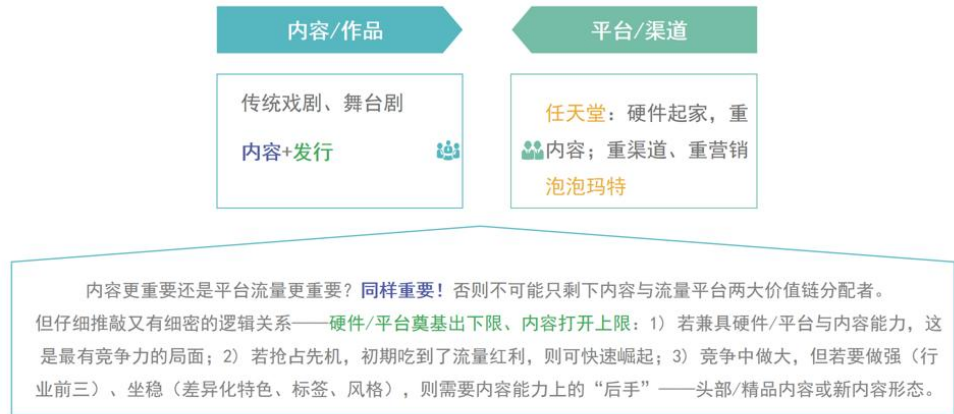 内容/作品
平台/渠道
传统戏剧、舞台剧
内容+发行
任天堂：硬件起家，重
内容；重渠道、重营销
泡泡玛特
内容更重要还是平台流量更重要？同样重要！否则不可能只剩下内容与流量平台两大价值链分配者。
但仔细推敲又有细密的逻辑关系——硬件/平台奠基出下限、内容打开上限：1）若兼具硬件/平台与内容能力，这
是最有竞争力的局面；2）若抢占先机，初期吃到了流量红利，则可快速崛起；3）竞争中做大，但若要做强（行
业前三）、坐稳（差异化特色、标签、风格），则需要内容能力上的“后手”——头部/精品内容或新内容形态。